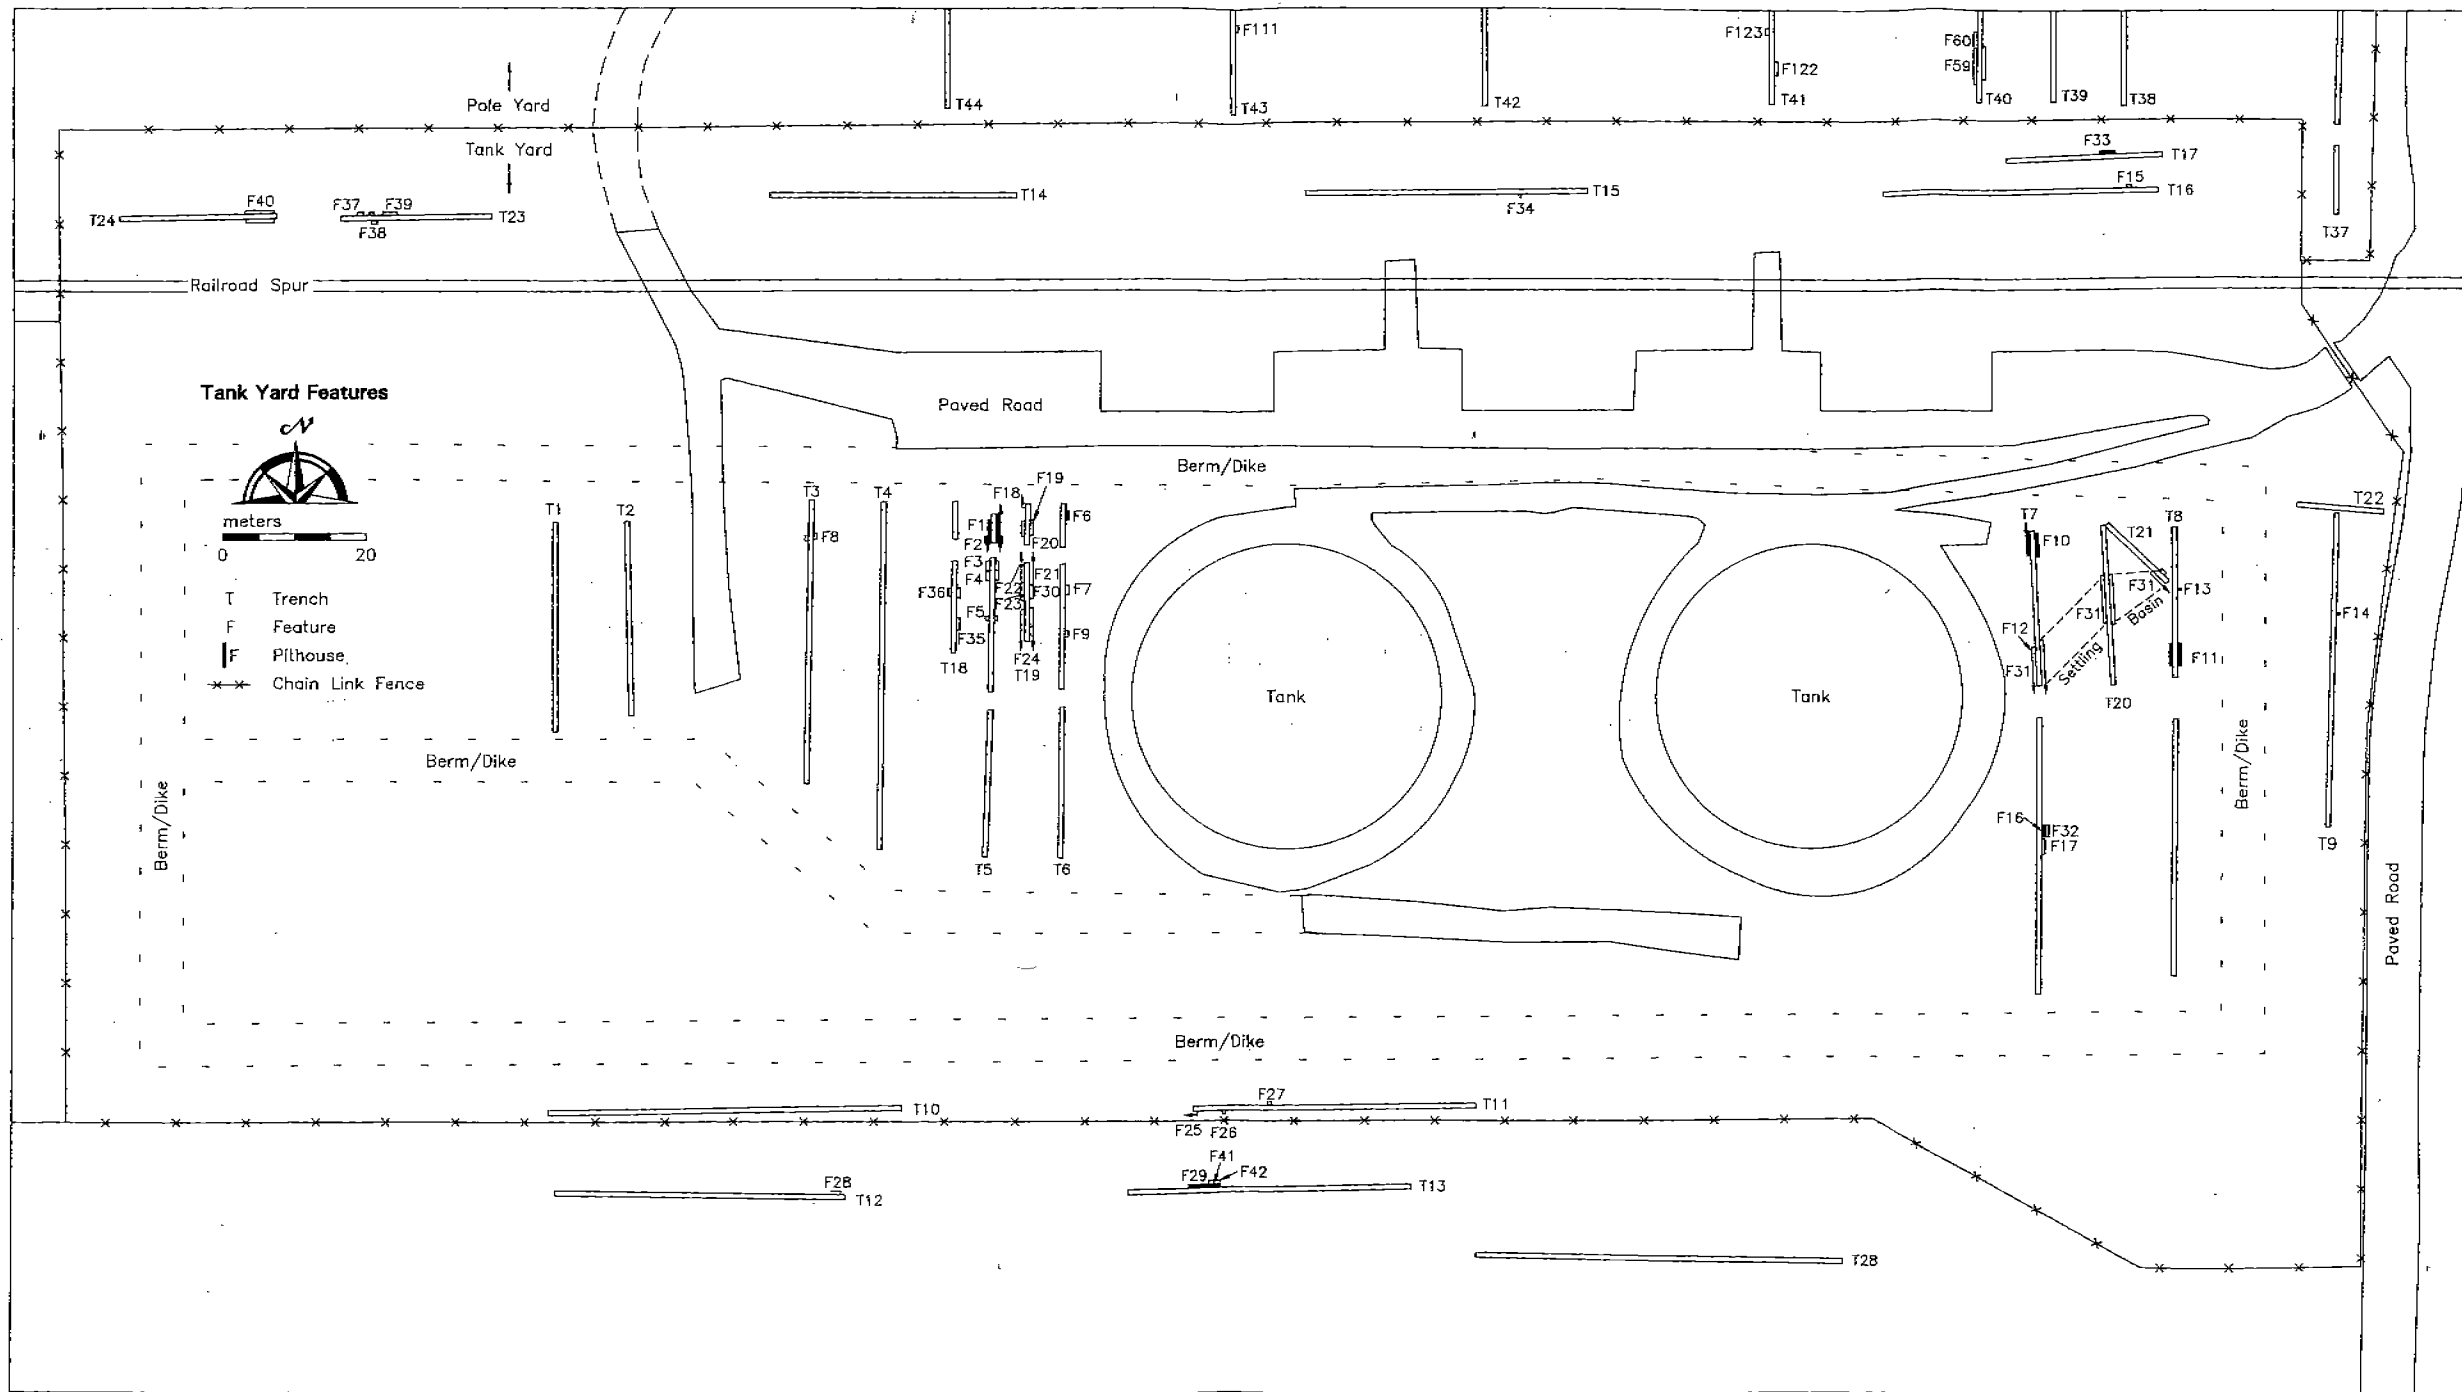 F111
F123
F122
F60
F59
T44
T43
T42
T41
T40
T39
T38
Pole Yard
Tank Yard
F33
T17
F15
T16
T14
T15
F34
T37
F40
T24
F37
F39
F38
T23
Railroad Spur
Tank Yard Features
N
meters
0
20
T Trench
F Feature
F Pithouse
Chain Link Fence
Paved Road
Berm/Dike
T1
T2
T3
F8
T4
F18
F19
F1
F6
F2
F20
F3
F4
F21
F22
F36
F30
F7
F23
F5
F35
F9
F24
T18
T19
T5
T6
Tank
Tank
T7
F10
T21
T8
T22
F31
F13
F31
Basin
F14
F12
F31
Settling
F11
T20
F16
F32
F17
T9
Berm/Dike
Berm/Dike
Berm/Dike
Paved Road
Berm/Dike
T10
F27
T11
F25
F26
F41
F29
F42
T13
F28
T12
T28